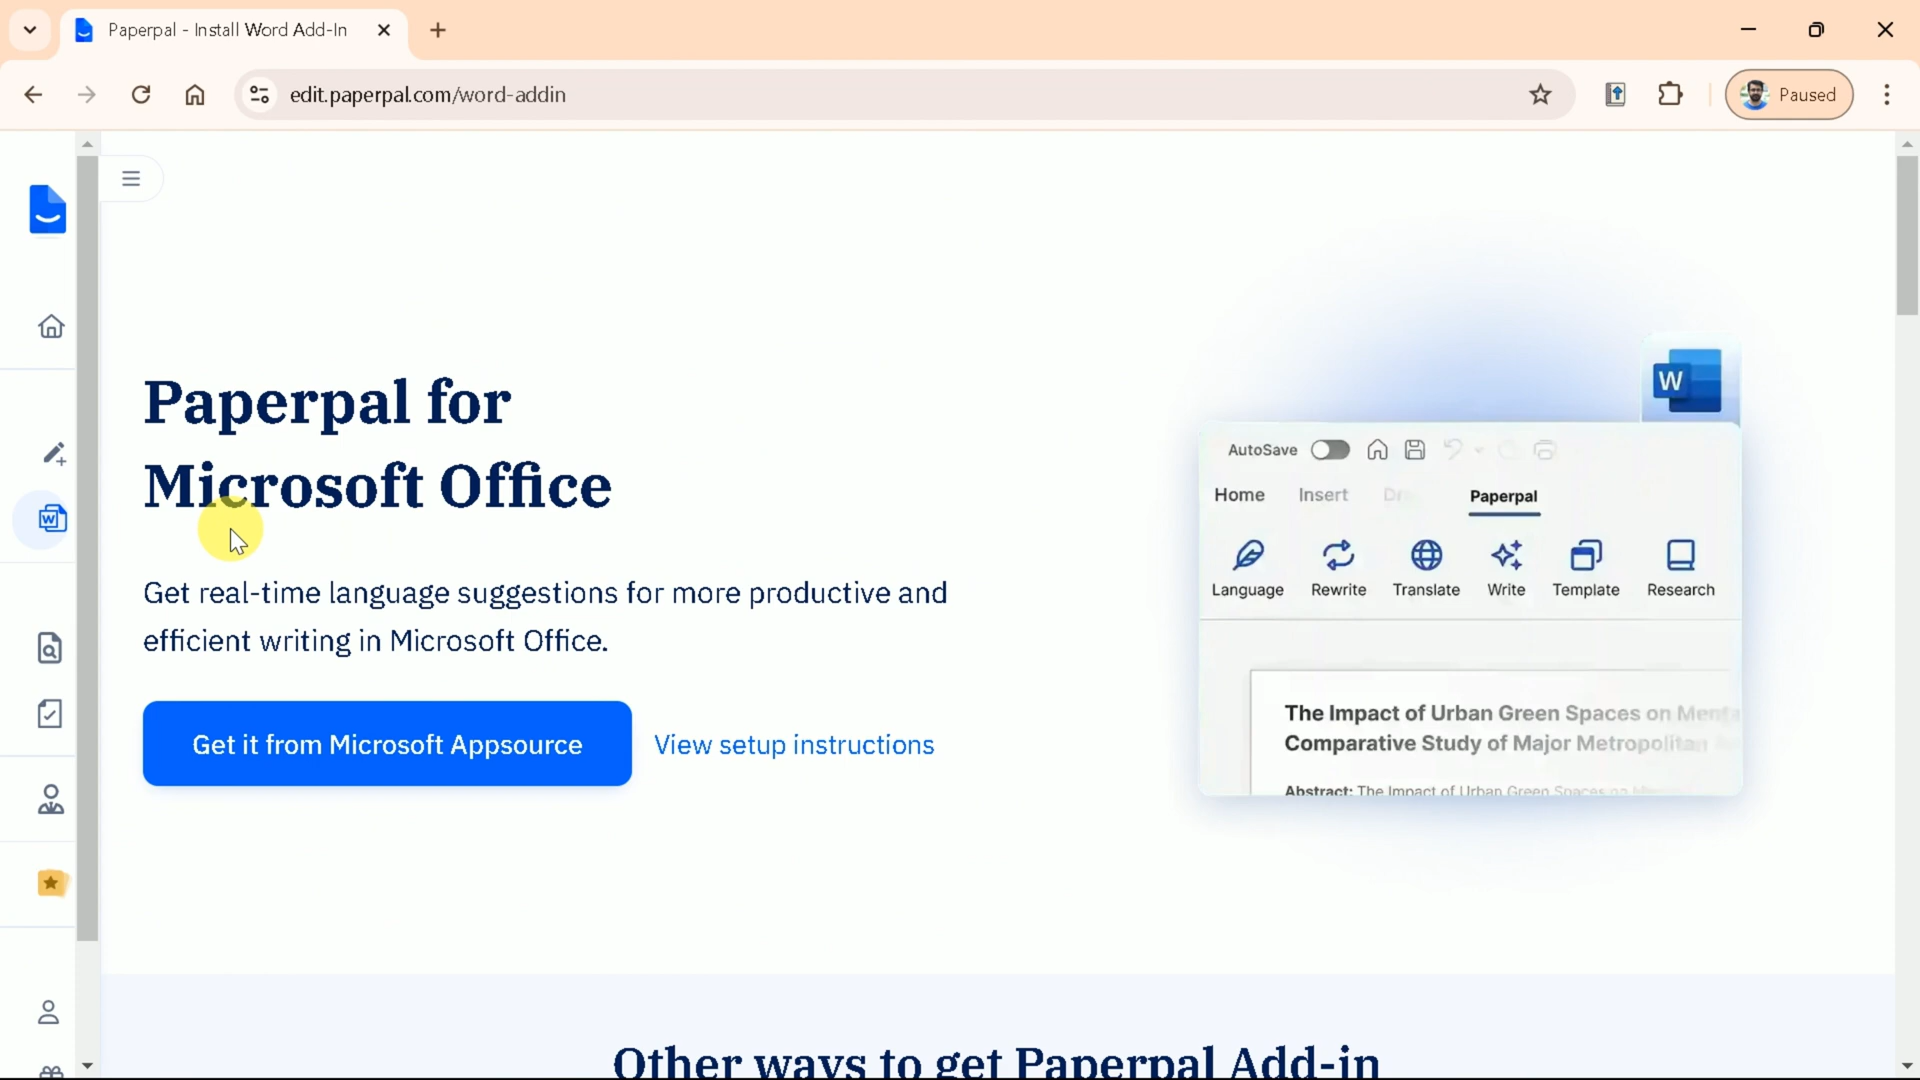 Paperpal - Install Word Add-In
edit.paperpal.com/word-addin
Paused
Paperpal for
Microsoft Office
Get real-time language suggestions for more productive and
efficient writing in Microsoft Office.
Get it from Microsoft Appsource
View setup instructions
W
AutoSave
Home Insert Paperpal
Language Rewrite Translate Write Template Research
The Impact of Urban Green Spaces on
Comparative Study of Major Metropolitan
Abstract: The Impact of Urban Green Spaces on
W
Other ways to get Paperpal Add-in